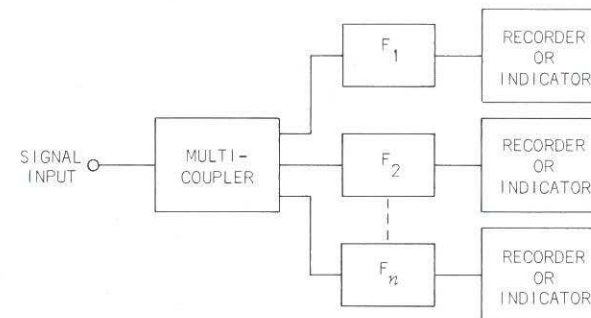 SIGNAL
INPUT
MULTI-
COUPLER
F1
RECORDER
OR
INDICATOR
F2
RECORDER
OR
INDICATOR
Fn
RECORDER
OR
INDICATOR